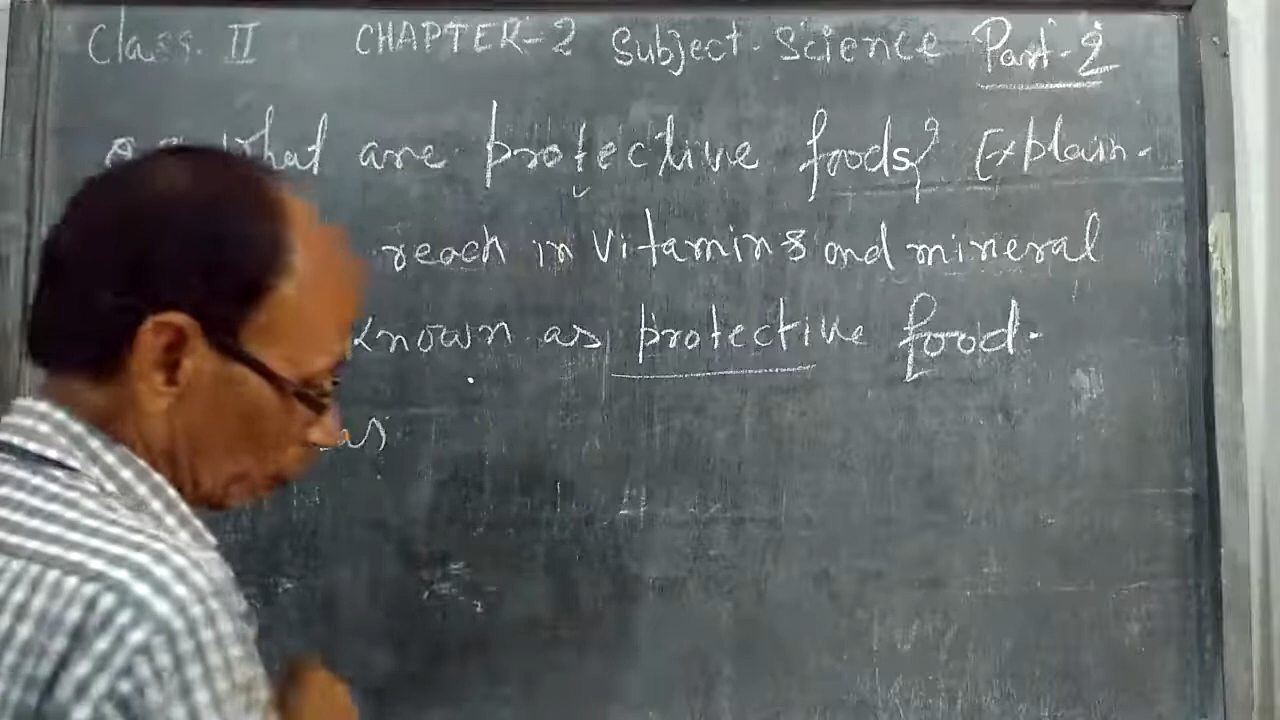 Class. II CHAPTER-2 Subject. Science Part-2
What are protective foods? Explain.
reach in vitamins and mineral
known as protective food.
as